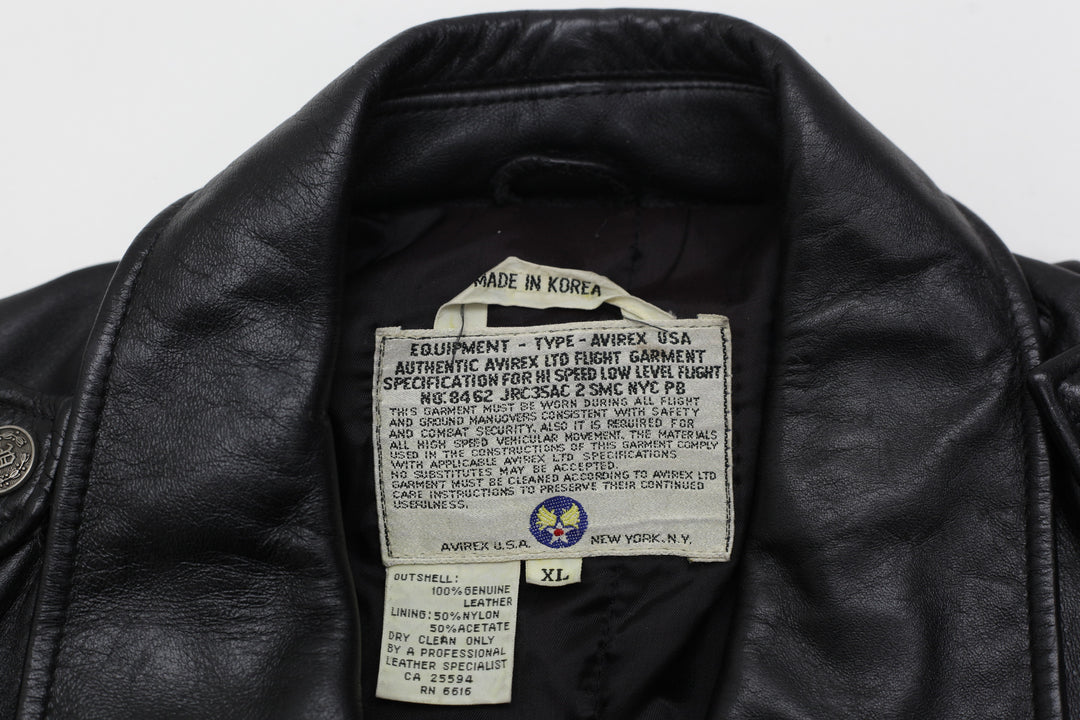 MADE IN KOREA
EQUIPMENT - TYPE - AVIREX USA
AUTHENTIC AVIREX LTD FLIGHT GARMENT
SPECIFICATION FOR HI SPEED LOW LEVEL FLIGHT
NO: 8462 JRC3SAC 2 SMC NYC PB
THIS GARMENT MUST BE WORN DURING ALL FLIGHT
AND GROUND MANUOVERS CONSISTENT WITH SAFETY
AND COMBAT SECURITY. ALSO IT IS REQUIRED FOR
ALL HIGH SPEED VEHICULAR MOVEMENT. THE MATERIALS
USED IN THE CONSTRUCTIONS OF THIS GARMENT COMPLY
WITH APPLICABLE AVIREX LTD SPECIFICATIONS
NO SUBSTITUTES MAY BE ACCEPTED.
GARMENT MUST BE CLEANED ACCORDING TO AVIREX LTD
CARE INSTRUCTIONS TO PRESERVE THEIR CONTINUED
USEFULNESS.
AVIREX U.S.A. NEW YORK. N.Y.
XL
OUTSHELL:
100% GENUINE
LEATHER
LINING: 50% NYLON
50% ACETATE
DRY CLEAN ONLY
BY A PROFESSIONAL
LEATHER SPECIALIST
CA 25594
RN 6616